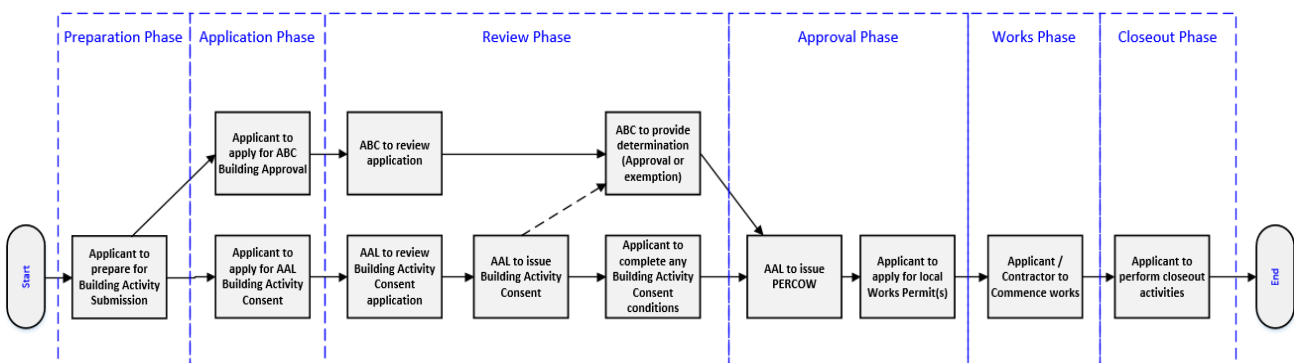 Preparation Phase
Application Phase
Review Phase
Approval Phase
Works Phase
Closeout Phase
Applicant to
apply for ABC
Building Approval
ABC to review
application
ABC to provide
determination
(Approval or
exemption)
Start
Applicant to
prepare for
Building Activity
Submission
Applicant to
apply for AAL
Building Activity
Consent
AAL to review
Building Activity
Consent
application
AAL to issue
Building Activity
Consent
Applicant to
complete any
Building Activity
Consent
conditions
AAL to issue
PERCOW
Applicant to
apply for local
Works Permit(s)
Applicant /
Contractor to
Commence works
Applicant to
perform closeout
activities
End